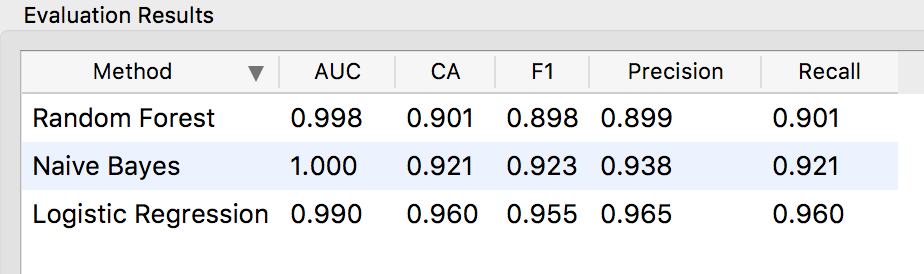 Evaluation Results
Method ▼ AUC CA F1 Precision Recall
Random Forest 0.998 0.901 0.898 0.899 0.901
Naive Bayes 1.000 0.921 0.923 0.938 0.921
Logistic Regression 0.990 0.960 0.955 0.965 0.960